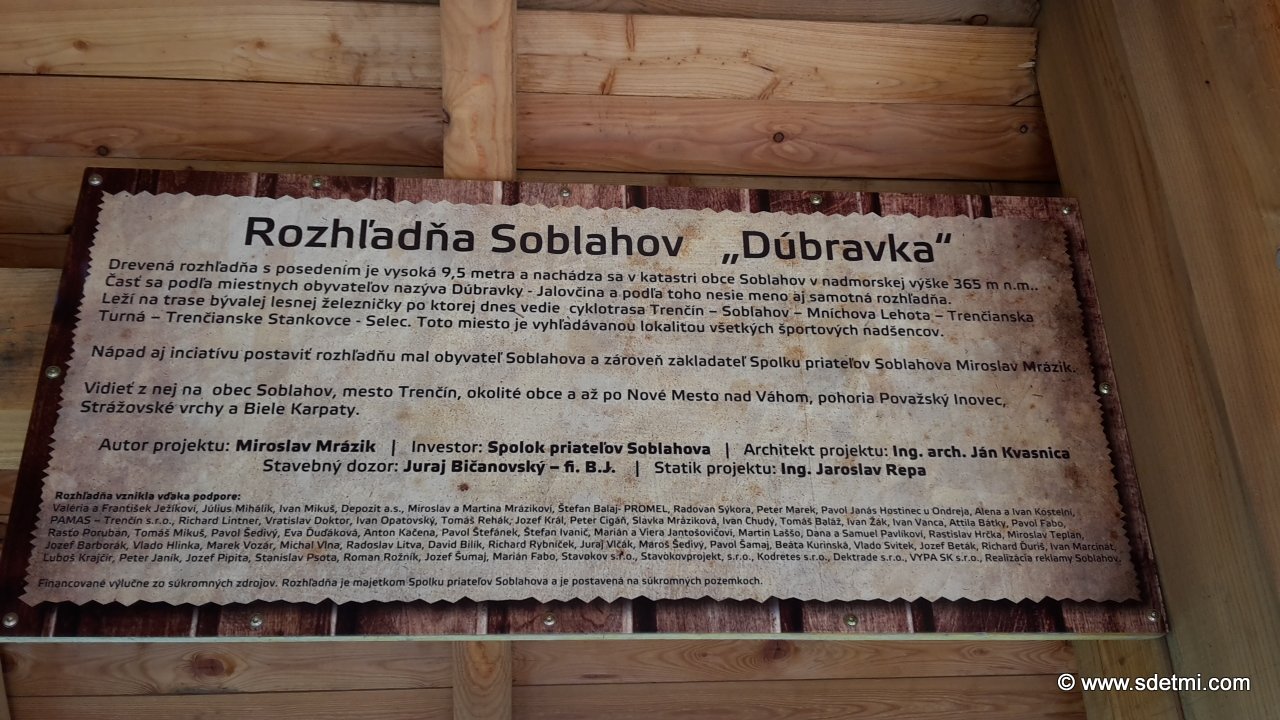 Rozhľadňa Soblahov „Dúbravka“
Drevená rozhľadňa s posedením je vysoká 9,5 metra a nachádza sa v katastri obce Soblahov v nadmorskej výške 365 m n.m..
Časť sa podľa miestnych obyvateľov nazýva Dúbravky - Jalovčina a podľa toho nesie meno aj samotná rozhľadňa.
Leží na trase bývalej lesnej železničky po ktorej dnes vedie cyklotrasa Trenčín – Soblahov – Mníchova Lehota – Trenčianska
Turná – Trenčianske Stankovce - Selec. Toto miesto je vyhľadávanou lokalitou všetkých športových nadšencov.
Nápad aj inciatívu postaviť rozhľadňu mal obyvateľ Soblahova a zároveň zakladateľ Spolku priateľov Soblahova Miroslav Mrázik.
Vidieť z nej na obec Soblahov, mesto Trenčín, okolité obce a až po Nové Mesto nad Váhom, pohoria Považský Inovec,
Strážovské vrchy a Biele Karpaty.
Autor projektu: Miroslav Mrázik | Investor: Spolok priateľov Soblahova | Architekt projektu: Ing. arch. Ján Kvasnica
Stavebný dozor: Juraj Bičanovský – fi. B.J. | Statik projektu: Ing. Jaroslav Repa
Rozhľadňa vznikla vďaka podpore:
Valéria a František Ježíkoví, Július Mihálik, Ivan Mikuš, Depozit a.s., Miroslav a Martina Mrázikovi, Štefan Balaj- PROMEL, Radovan Sýkora, Peter Marek, Pavol Janás Hostinec u Ondreja, Alena a Ivan Kostelní,
PAMAS – Trenčín s.r.o., Richard Lintner, Vratislav Doktor, Ivan Opatovský, Tomáš Rehák, Jozef Král, Peter Cigáň, Slávka Mráziková, Ivan Chudý, Tomáš Baláž, Ivan Žák, Ivan Vanca, Attila Bátky, Pavol Fabo,
Rasto Poruban, Tomáš Mikuš, Pavol Šedivý, Eva Ďudáková, Anton Kačena, Pavol Štefánek, Štefan Ivanič, Marián a Viera Jantošovičoví, Martin Laššo, Dana a Samuel Pavlíkoví, Rastislav Hrčka, Miroslav Teplan,
Jozef Barborák, Vlado Hlinka, Marek Vozár, Michal Vlna, Radoslav Litva, David Bilik, Richard Rybníček, Juraj Vlčák, Maroš Šedivý, Pavol Šamaj, Beáta Kurinská, Vlado Svitek, Jozef Beták, Richard Ďuriš, Ivan Marcinát,
Ľuboš Krajčír, Peter Janík, Jozef Pipita, Stanislav Psota, Roman Rožník, Jozef Šumaj, Marián Fabo, Stavokov s.r.o., Stavokovprojekt, s.r.o., Kodretes s.r.o., Dektrade s.r.o., VYPA SK s.r.o., Realizácia reklamy Soblahov,
Financované výlučne zo súkromných zdrojov. Rozhľadňa je majetkom Spolku priateľov Soblahova a je postavená na súkromných pozemkoch.
© www.sdetmi.com